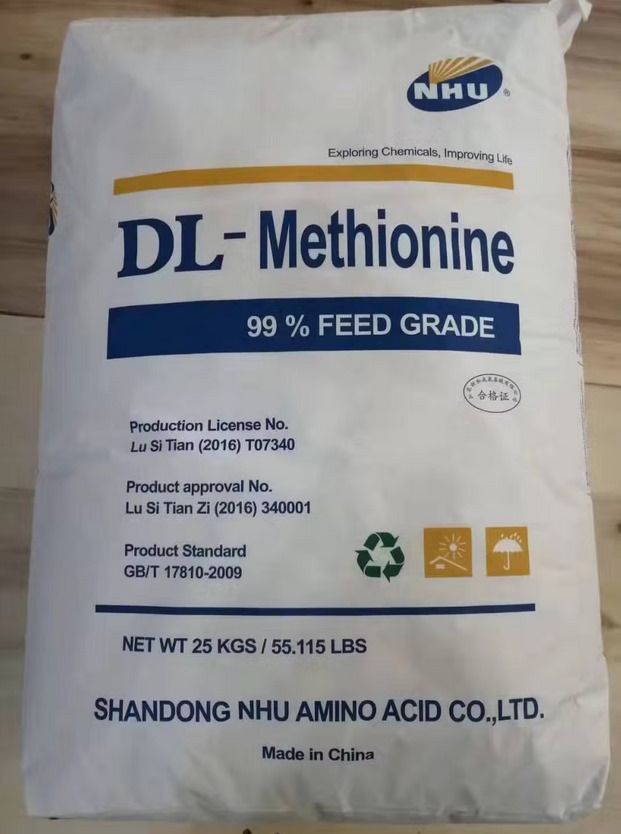 NHU ®
Exploring Chemicals, Improving Life
DL-Methionine
99 % FEED GRADE
合格证
Production License No.
Lu Si Tian (2016) T07340
Product approval No.
Lu Si Tian Zi (2016) 340001
Product Standard
GB/T 17810-2009
NET WT 25 KGS / 55.115 LBS
SHANDONG NHU AMINO ACID CO.,LTD.
Made in China